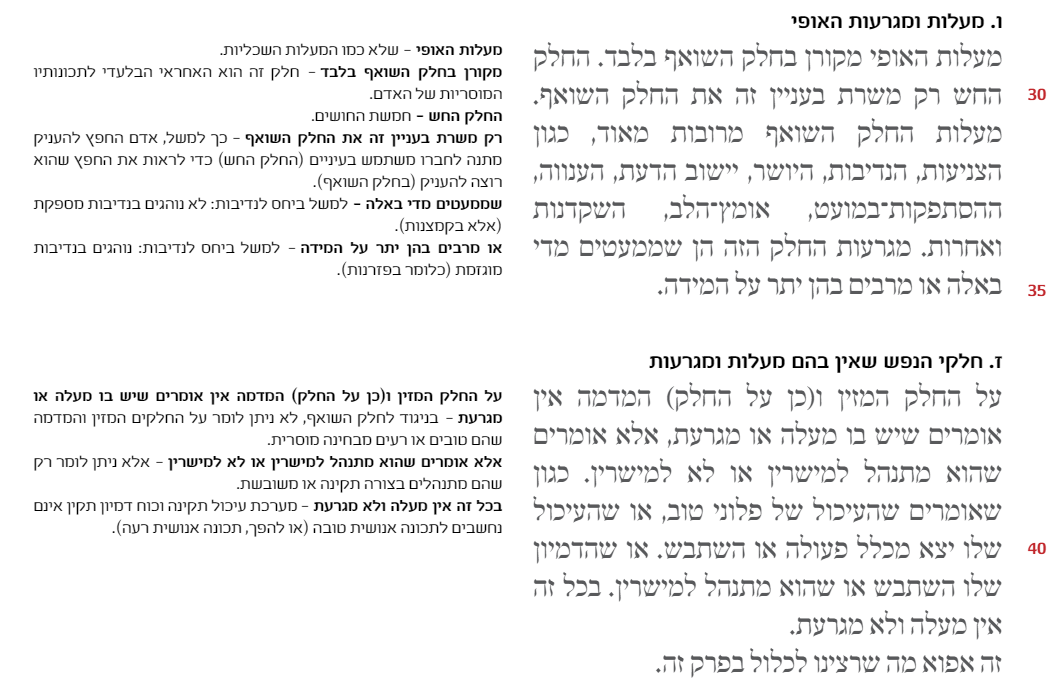 ו. מעלות ומגרעות האופי
מעלות האופי מקורן בחלק השואף בלבד. החלק
החש רק משרת בעניין זה את החלק השואף.
30
מעלות החלק השואף מרובות מאוד, כגון
הצניעות, הנדיבות, היושר, יישוב הדעת, הענווה,
ההסתפקות־במועט, אומץ־הלב, השקדנות
ואחרות. מגרעות החלק הזה הן שממעטים מדי
באלה או מרבים בהן יתר על המידה.
35
מעלות האופי – שלא כמו המעלות השכליות.
מקורן בחלק השואף בלבד – חלק זה הוא האחראי הבלעדי לתכונותיו
המוסריות של האדם.
החלק החש – חמשת החושים.
רק משרת בעניין זה את החלק השואף – כך למשל, אדם החפץ להעניק
מתנה לחברו משתמש בעיניים (החלק החש) כדי לראות את החפץ שהוא
רוצה להעניק (בחלק השואף).
שממעטים מדי באלה – למשל ביחס לנדיבות: לא נוהגים בנדיבות מספקת
(אלא בקמצנות).
או מרבים בהן יתר על המידה – למשל ביחס לנדיבות: נוהגים בנדיבות
מוגזמת (כלומר בפזרנות).
ז. חלקי הנפש שאין בהם מעלות ומגרעות
על החלק המזין ו(כן על החלק) המדמה אין
אומרים שיש בו מעלה או מגרעת, אלא אומרים
שהוא מתנהל למישרין או לא למישרין. כגון
שאומרים שהעיכול של פלוני טוב, או שהעיכול
שלו יצא מכלל פעולה או השתבש. או שהדמיון
40
שלו השתבש או שהוא מתנהל למישרין. בכל זה
אין מעלה ולא מגרעת.
זה אפוא מה שרצינו לכלול בפרק זה.
על החלק המזין ו(כן על החלק) המדמה אין אומרים שיש בו מעלה או
מגרעת – בניגוד לחלק השואף, לא ניתן לומר על החלקים המזין והמדמה
שהם טובים או רעים מבחינה מוסרית.
אלא אומרים שהוא מתנהל למישרין או לא למישרין – אלא ניתן לומר רק
שהם מתנהלים בצורה תקינה או משובשת.
בכל זה אין מעלה ולא מגרעת – מערכת עיכול תקינה וכוח דמיון תקין אינם
נחשבים לתכונה אנושית טובה (או להפך, תכונה אנושית רעה).